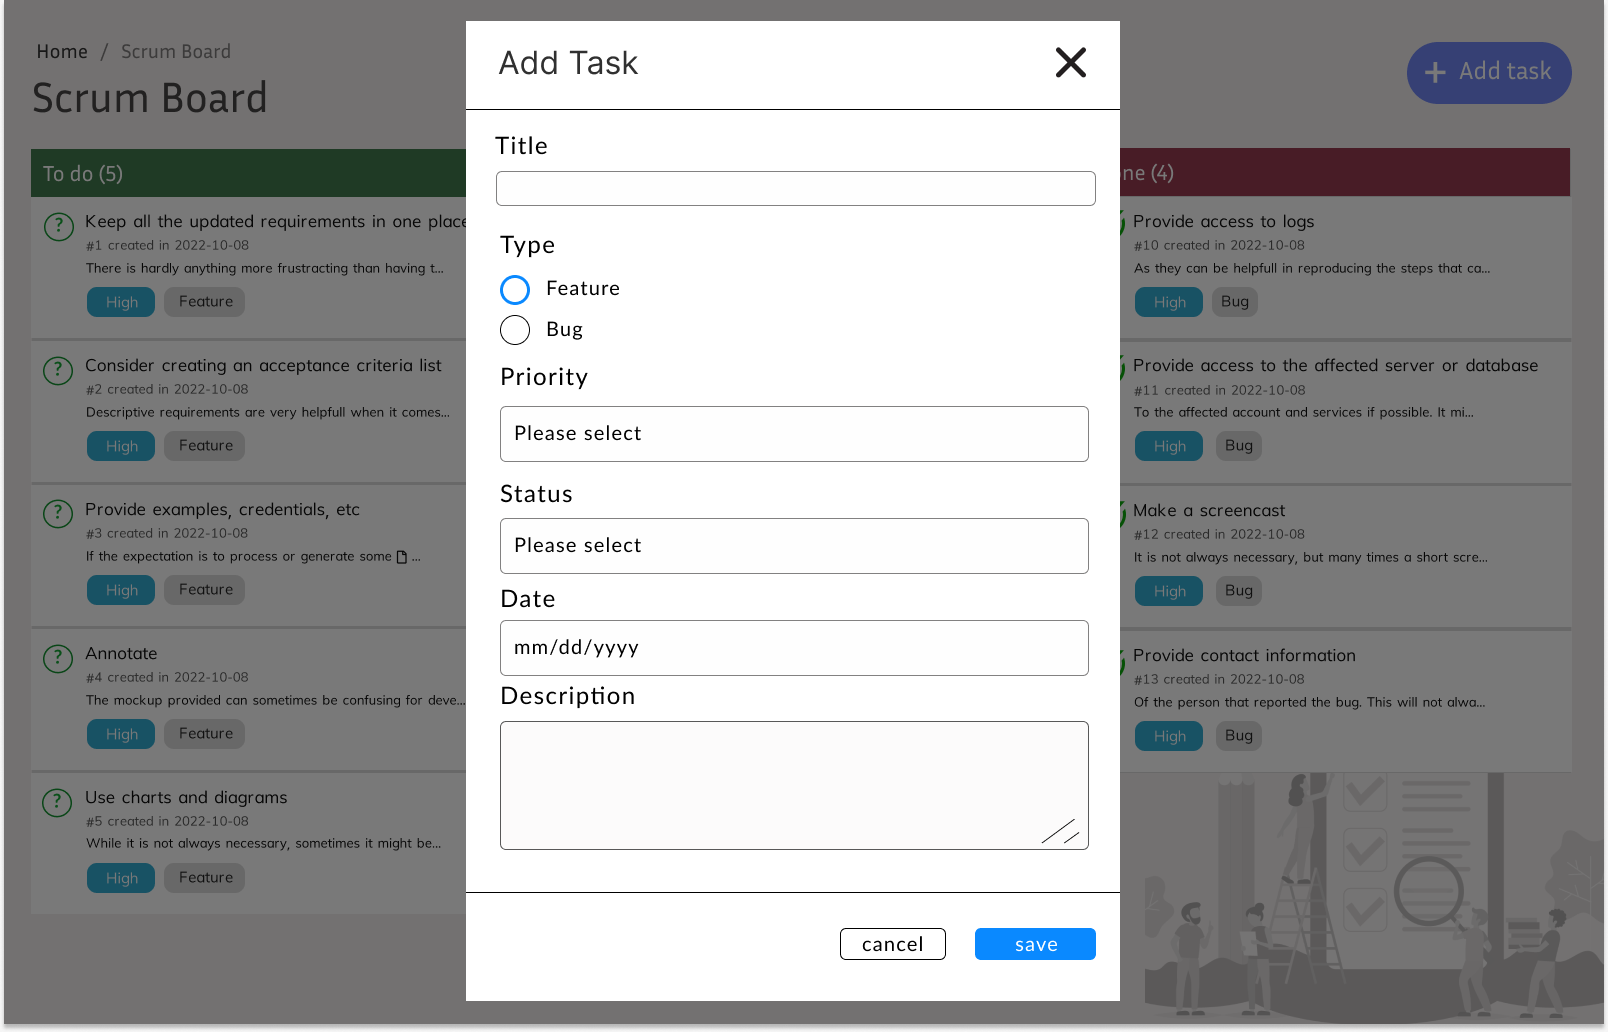 Home / Scrum Board
Scrum Board
+ Add task
To do (5)
Keep all the updated requirements in one place
#1 created in 2022-10-08
There is hardly anything more frustracting than having t...
High Feature
Consider creating an acceptance criteria list
#2 created in 2022-10-08
Descriptive requirements are very helpfull when it comes...
High Feature
Provide examples, credentials, etc
#3 created in 2022-10-08
If the expectation is to process or generate some ...
High Feature
Annotate
#4 created in 2022-10-08
The mockup provided can sometimes be confusing for deve...
High Feature
Use charts and diagrams
#5 created in 2022-10-08
While it is not always necessary, sometimes it might be...
High Feature
Add Task
Title
Type
Feature
Bug
Priority
Please select
Status
Please select
Date
mm/dd/yyyy
Description
cancel save
ne (4)
Provide access to logs
#10 created in 2022-10-08
As they can be helpfull in reproducing the steps that ca...
High Bug
Provide access to the affected server or database
#11 created in 2022-10-08
To the affected account and services if possible. It mi...
High Bug
Make a screencast
#12 created in 2022-10-08
It is not always necessary, but many times a short scre...
High Bug
Provide contact information
#13 created in 2022-10-08
Of the person that reported the bug. This will not alwa...
High Bug